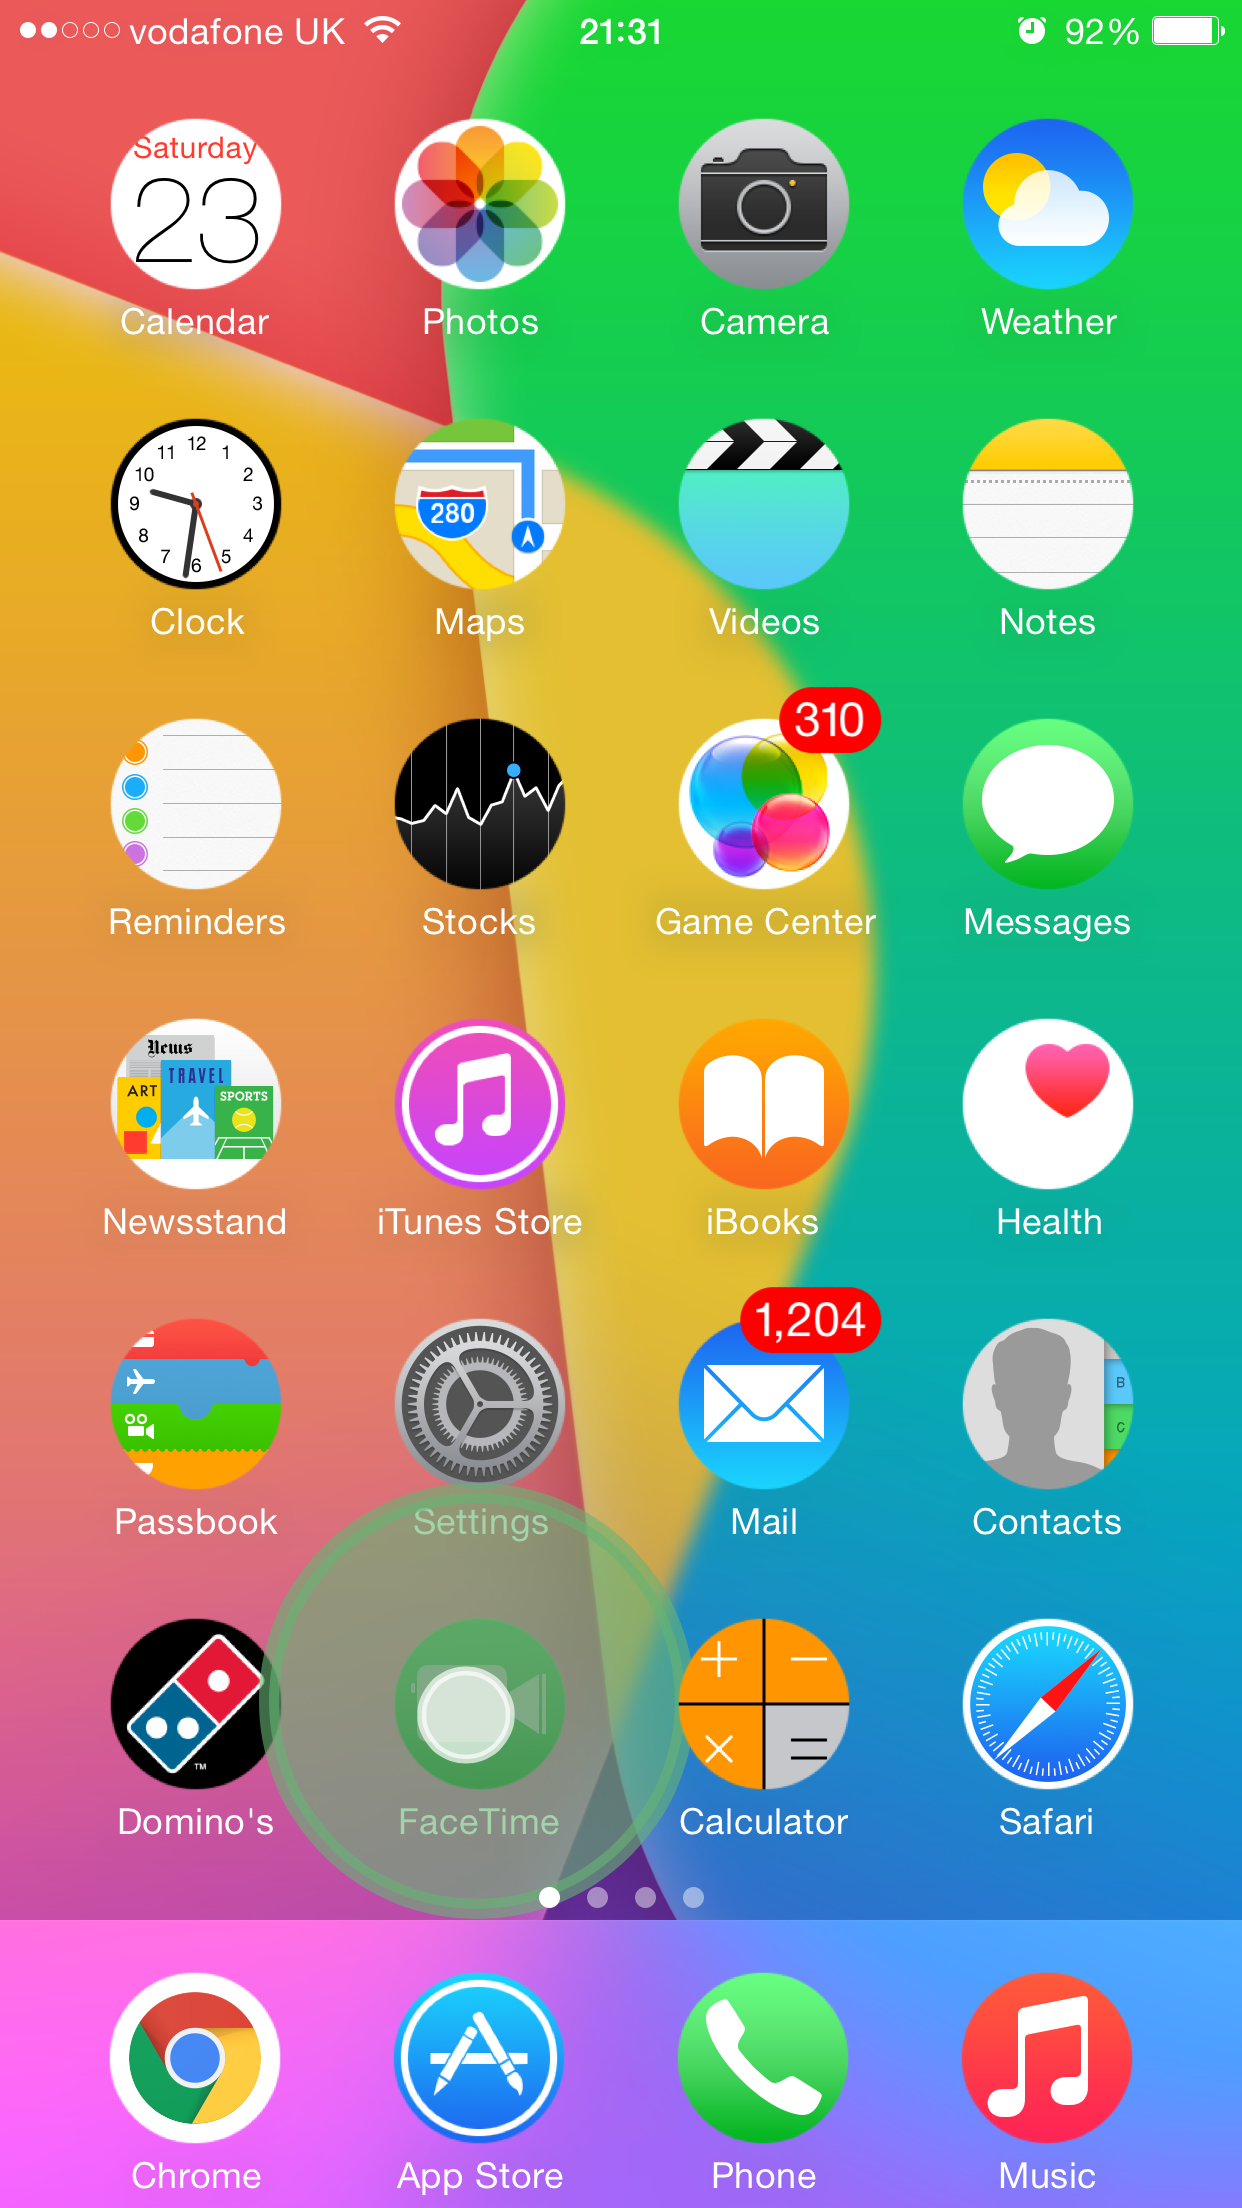 vodafone UK 21:31 92%
Saturday
23
Calendar Photos Camera Weather
12
11 1
10 2
9 3
8 4
7 5
6
280
Clock Maps Videos Notes
310
Reminders Stocks Game Center Messages
News
TRAVEL
ART
SPORTS
Newsstand iTunes Store iBooks Health
1,204
B
C
Passbook Settings Mail Contacts
TM
Domino's FaceTime Calculator Safari
Chrome App Store Phone Music